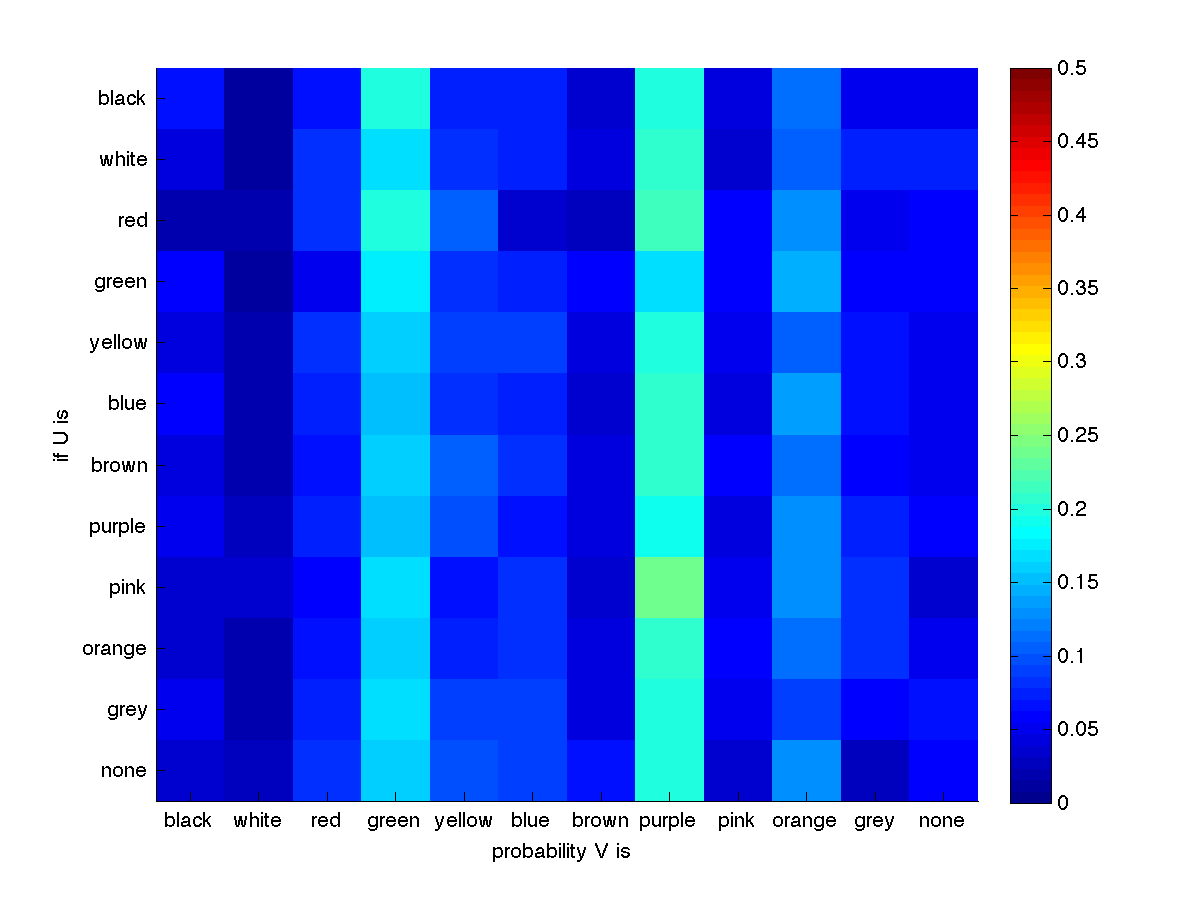 black
white
red
green
yellow
blue
brown
purple
pink
orange
grey
none
if U is
black white red green yellow blue brown purple pink orange grey none
probability V is
0.5
0.45
0.4
0.35
0.3
0.25
0.2
0.15
0.1
0.05
0